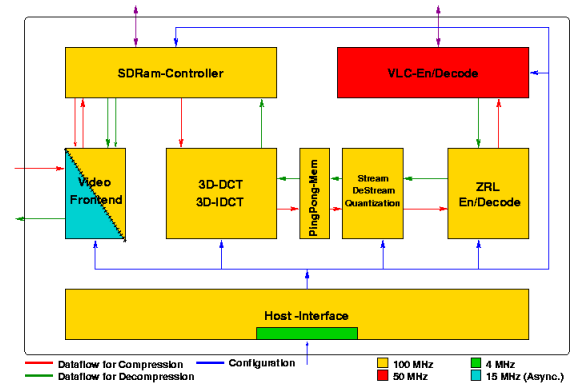 SDRam-Controller
VLC-En/Decode
Video
Frontend
3D-DCT
3D-IDCT
PingPong-Mem
Stream
DeStream
Quantization
ZRL
En/Decode
Host -Interface
Dataflow for Compression
Configuration
100 MHz
4 MHz
Dataflow for Decompression
50 MHz
15 MHz (Async.)